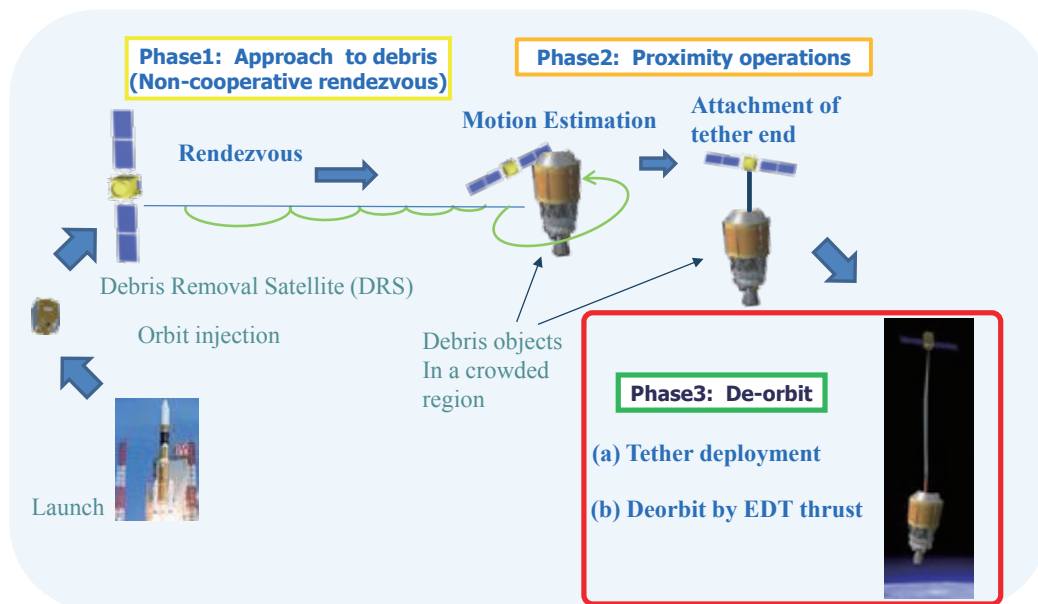 Phase1: Approach to debris
(Non-cooperative rendezvous)
Phase2: Proximity operations
Rendezvous
Motion Estimation
Attachment of
tether end
Debris Removal Satellite (DRS)
Orbit injection
Launch
Debris objects
In a crowded
region
Phase3: De-orbit
(a) Tether deployment
(b) Deorbit by EDT thrust